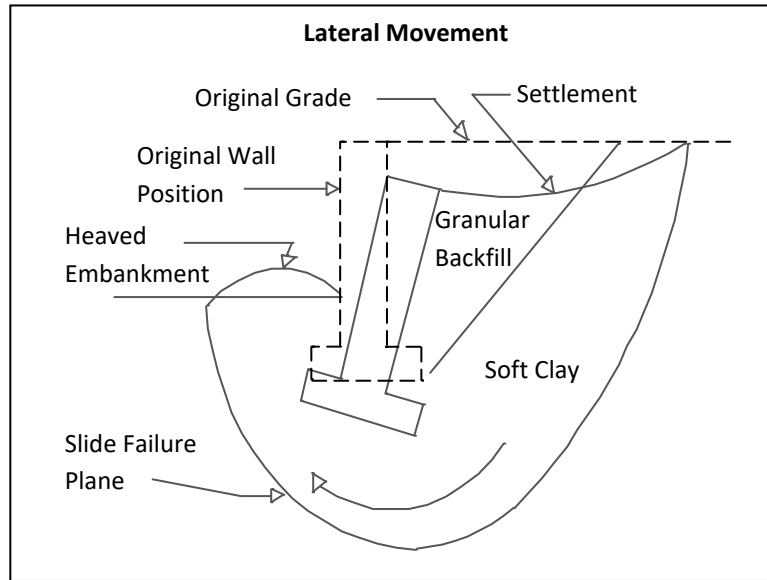 Lateral Movement
Original Grade
Settlement
Original Wall
Position
Heaved
Embankment
Granular
Backfill
Soft Clay
Slide Failure
Plane